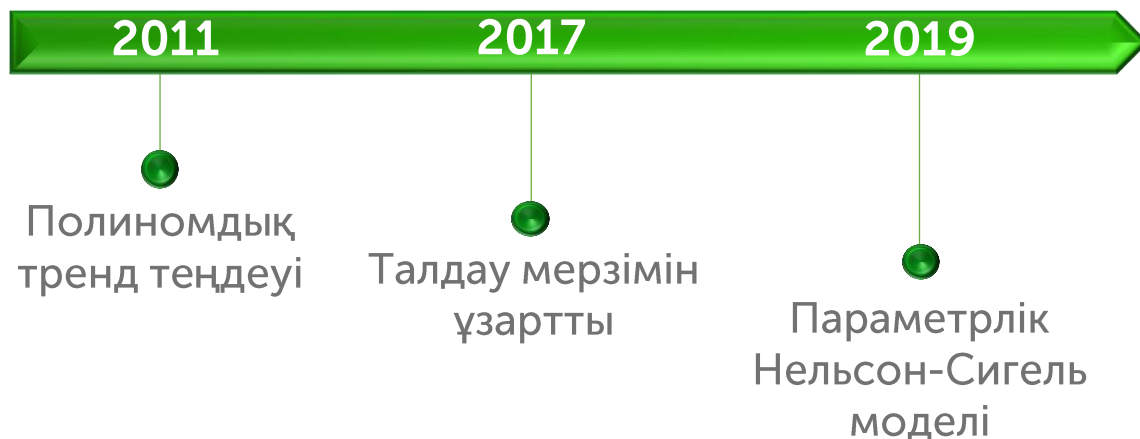 2011 2017 2019
Полиномдық
тренд теңдеуі
Талдау мерзімін
ұзартты
Параметрлік
Нельсон-Сигель
моделі